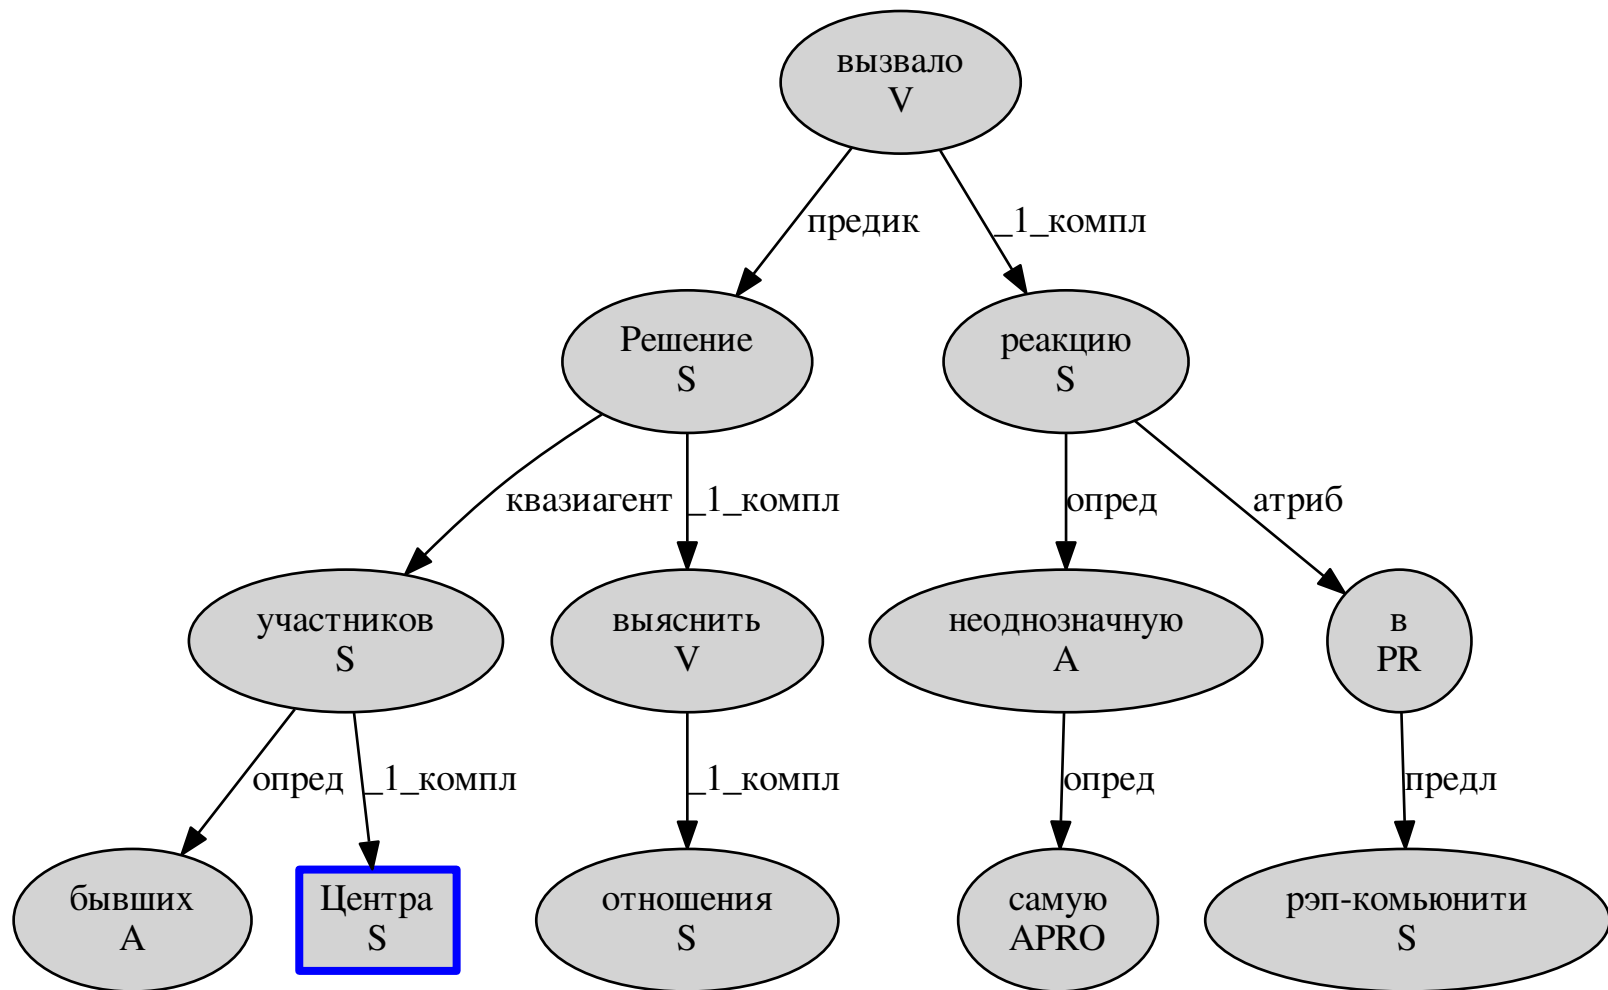 вызвало
V
предик
_1_компл
Решение
S
реакцию
S
квазиагент
_1_компл
опред
атриб
участников
S
выяснить
V
неоднозначную
A
в
PR
опред
_1_компл
_1_компл
опред
предл
бывших
A
Центра
S
отношения
S
самую
APRO
рэп-комьюнити
S